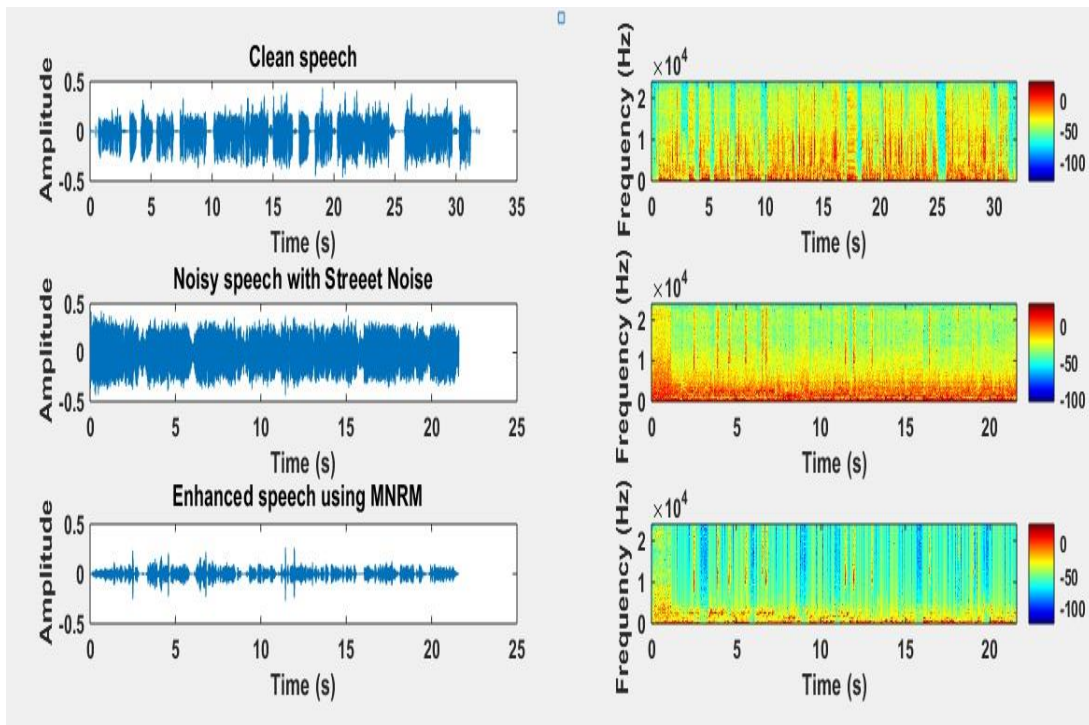 Clean speech
Amplitude
0.5
0
-0.5
0 5 10 15 20 25 30 35
Time (s)
Frequency (Hz)
×10^4
2
1
0
0 5 10 15 20 25 30
Time (s)
0
-50
-100
Noisy speech with Streeet Noise
Amplitude
0.5
0
-0.5
0 5 10 15 20 25
Time (s)
Frequency (Hz)
×10^4
2
1
0
0 5 10 15 20
Time (s)
0
-50
-100
Enhanced speech using MNRM
Amplitude
0.5
0
-0.5
0 5 10 15 20 25
Time (s)
Frequency (Hz)
×10^4
2
1
0
0 5 10 15 20
Time (s)
0
-50
-100